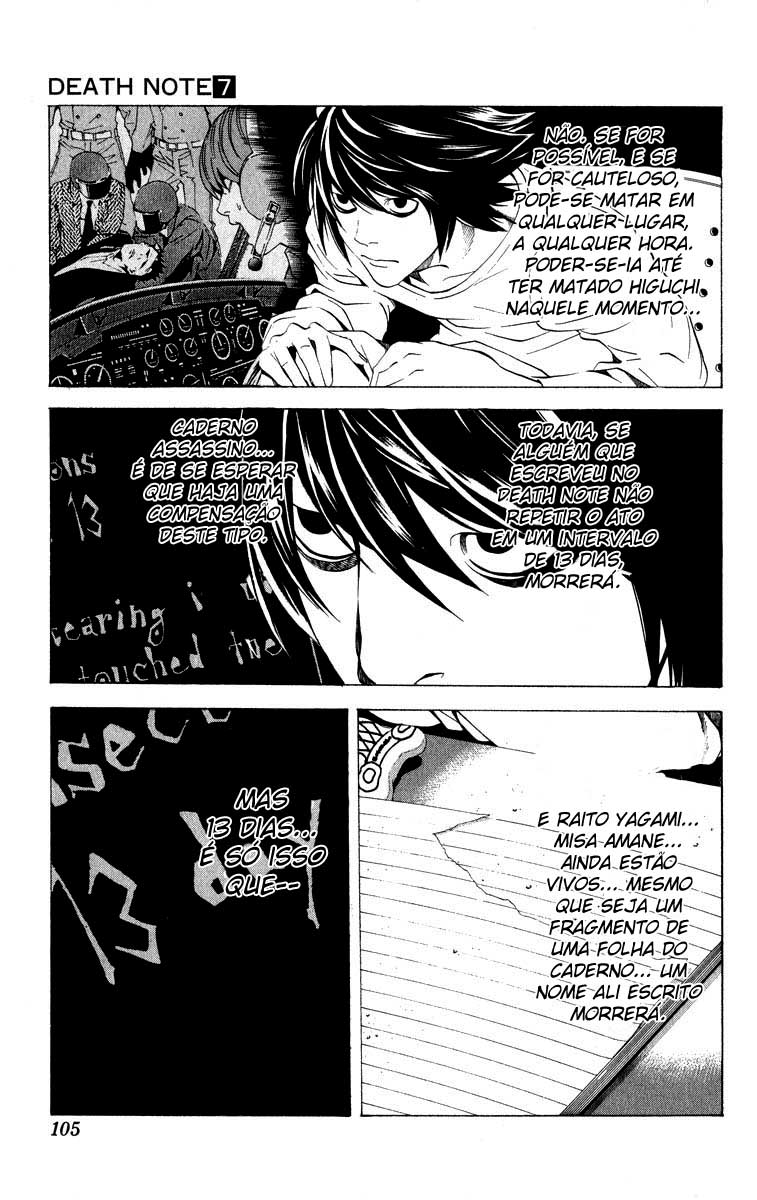 DEATH NOTE 7
NÃO. SE FOR
POSSÍVEL, E SE
FOR CAUTELOSO,
PODE-SE MATAR EM
QUALQUER LUGAR,
A QUALQUER HORA.
PODER-SE-IA ATÉ
TER MATADO HIGUCHI
NAQUELE MOMENTO...
TODAVIA, SE
ALGUÉM QUE
ESCREVEU NO
DEATH NOTE NÃO
REPETIR O ATO
EM UM INTERVALO
DE 13 DIAS,
MORRERÁ.
CADERNO
ASSASSINO...
É DE SE ESPERAR
QUE HAJA UMA
COMPENSAÇÃO
DESTE TIPO.
ons
13
tearing
touched the
E RAITO YAGAMI...
MISA AMANE...
AINDA ESTÃO
VIVOS... MESMO
QUE SEJA UM
FRAGMENTO DE
UMA FOLHA DO
CADERNO... UM
NOME ALI ESCRITO
MORRERÁ.
MAS
13 DIAS...
É SÓ ISSO
QUE--
13
105